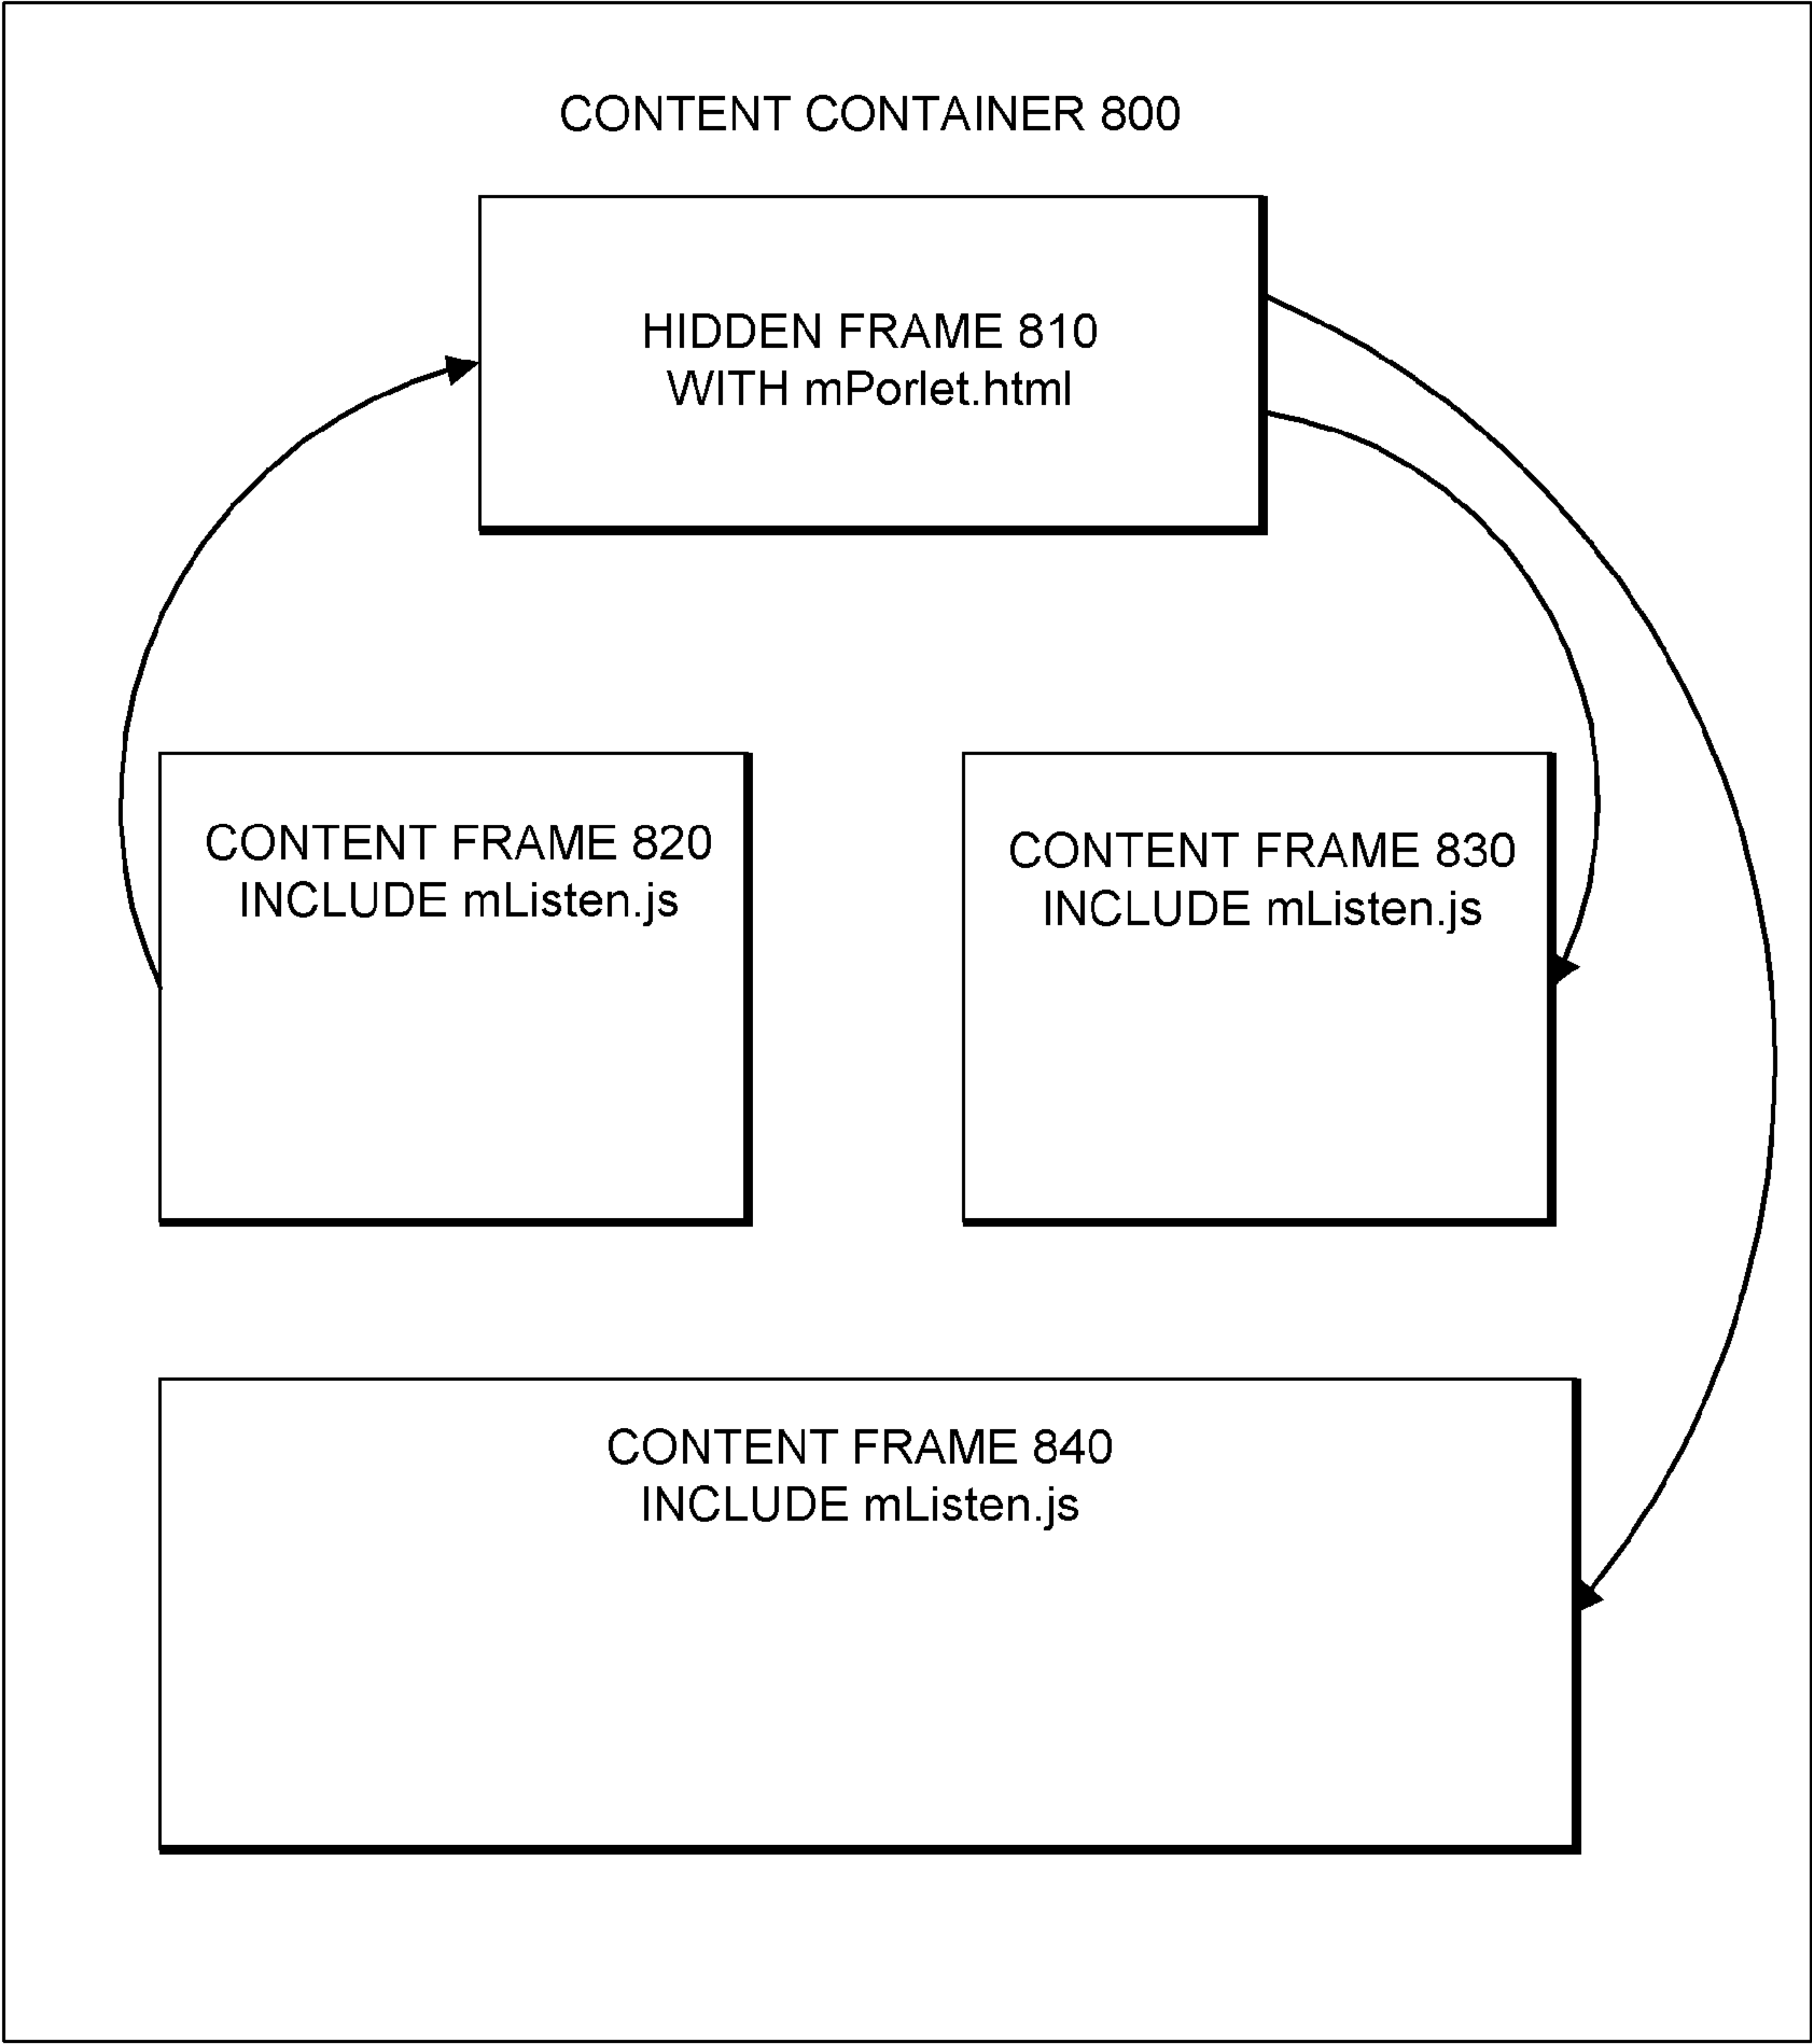 CONTENT CONTAINER 800
HIDDEN FRAME 810
WITH mPorlet.html
CONTENT FRAME 820
INCLUDE mListen.js
CONTENT FRAME 830
INCLUDE mListen.js
CONTENT FRAME 840
INCLUDE mListen.js